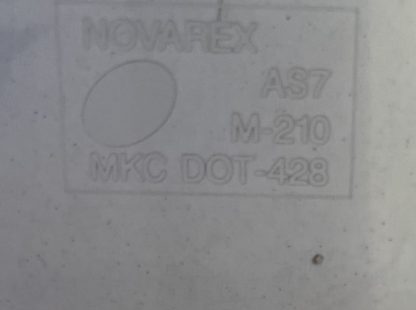 NOVAREX
AS7
M-210
MKC DOT-428